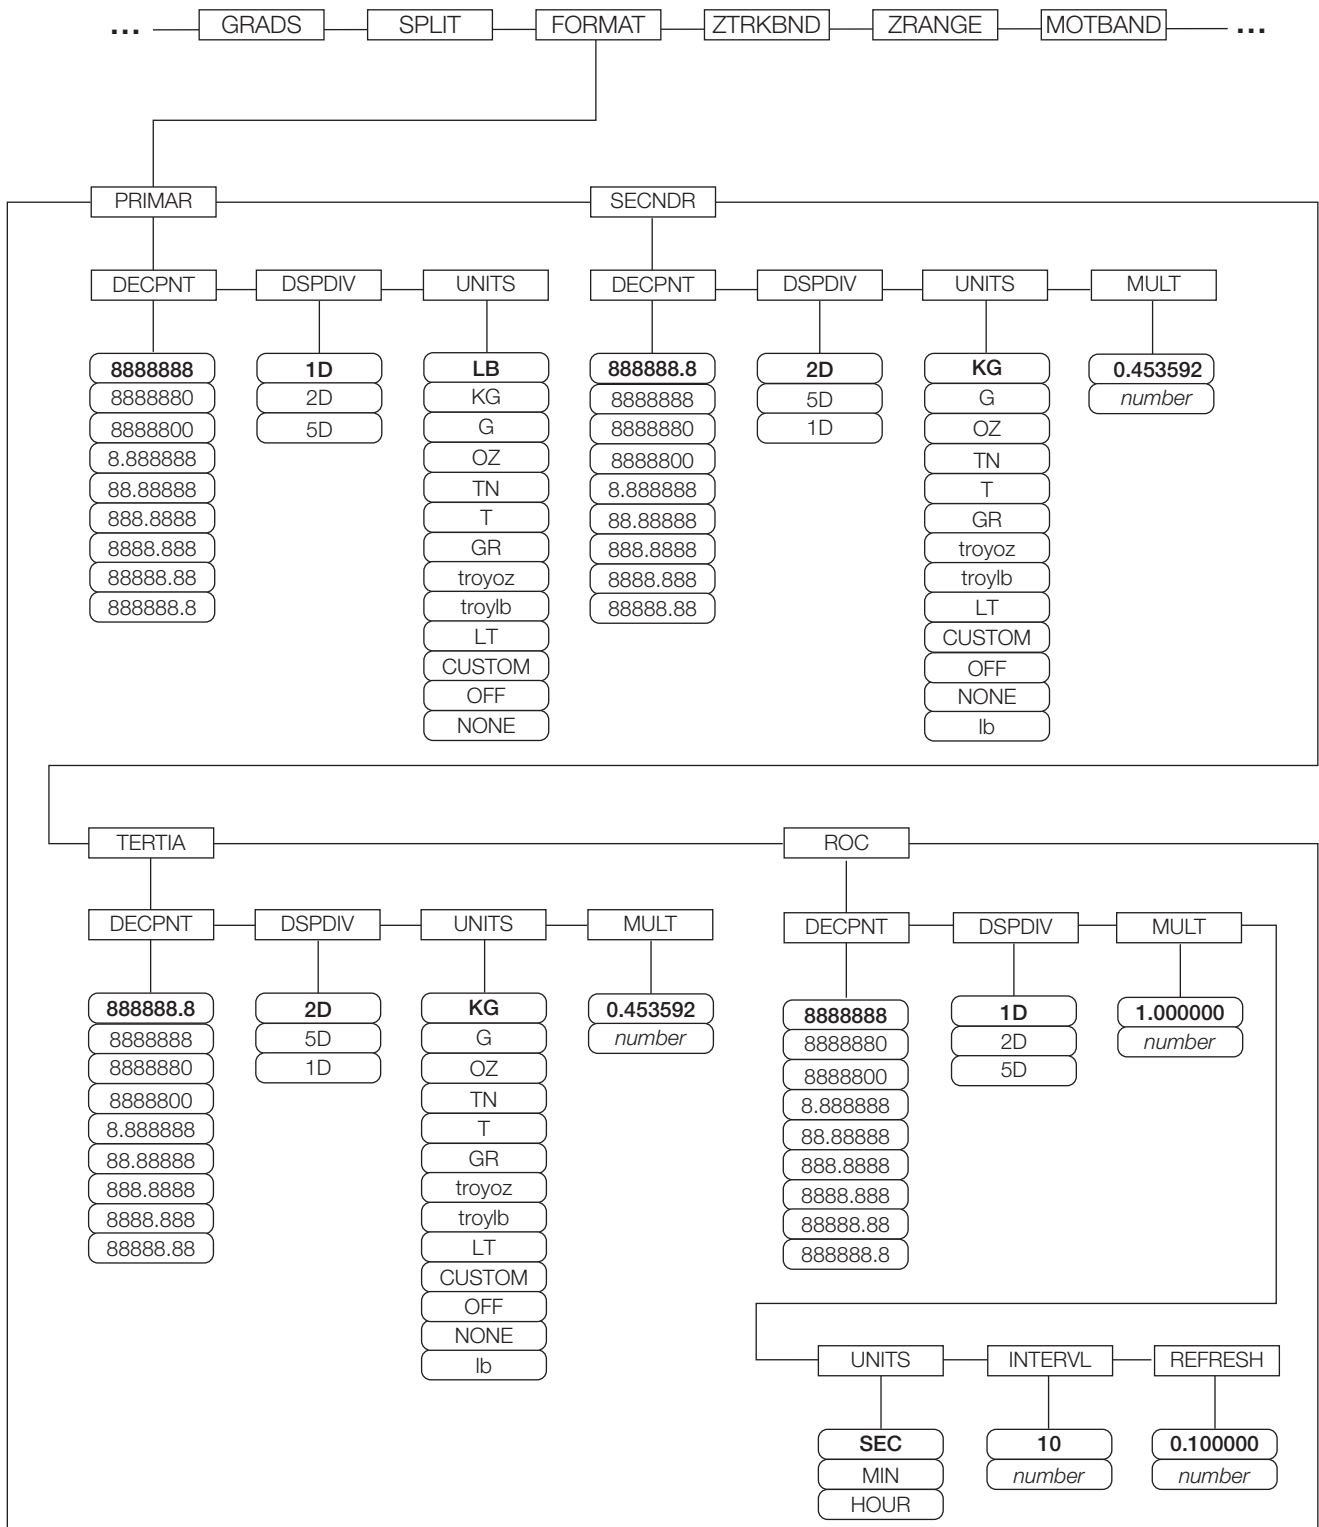 ... GRADS SPLIT FORMAT ZTRKBND ZRANGE MOTBAND ...
PRIMAR SECNDR
DECPNT DSPDIV UNITS DECPNT DSPDIV UNITS MULT
8888888 1D LB 888888.8 2D KG 0.453592
8888880 2D KG 8888888 5D G number
8888800 5D G 8888880 1D OZ
8.888888 OZ 8888800 TN
88.88888 TN 8.888888 T
888.8888 T 88.88888 GR
8888.888 GR 888.8888 troyoz
88888.88 troyoz 8888.888 troylb
888888.8 troylb 88888.88 LT
LT CUSTOM
CUSTOM OFF
OFF NONE
NONE lb
TERTIA ROC
DECPNT DSPDIV UNITS MULT DECPNT DSPDIV MULT
888888.8 2D KG 0.453592 8888888 1D 1.000000
8888888 5D G number 8888880 2D number
8888880 1D OZ 8888800 5D
8888800 TN 8.888888
8.888888 T 88.88888
88.88888 GR 888.8888
888.8888 troyoz 8888.888
8888.888 troylb 88888.88
88888.88 LT 888888.8
CUSTOM
OFF
NONE
lb
UNITS INTERVL REFRESH
SEC 10 0.100000
MIN number number
HOUR